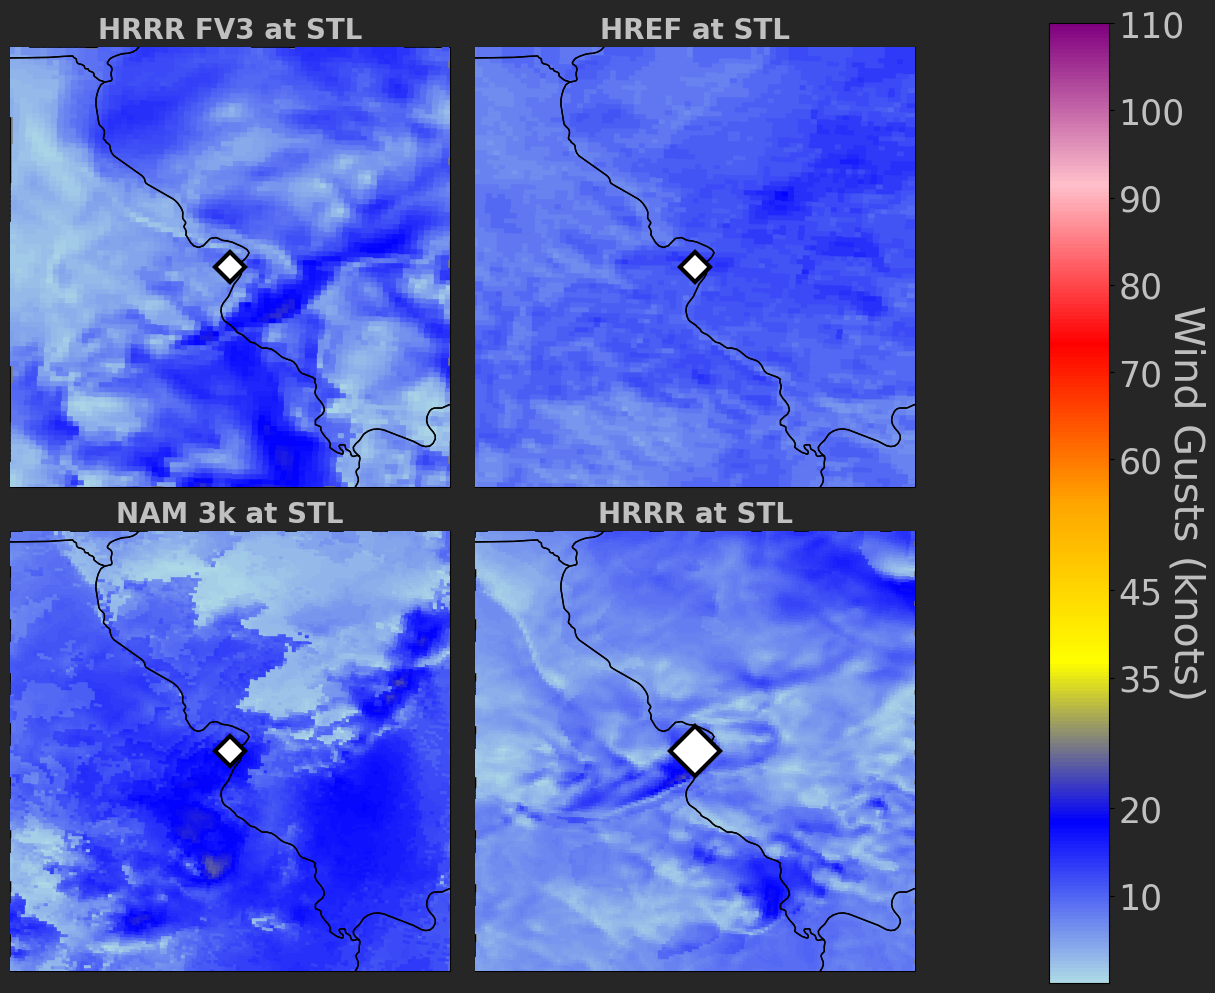 HRRR FV3 at STL
HREF at STL
NAM 3k at STL
HRRR at STL
110
100
90
80
70
60
45
35
20
10
Wind Gusts (knots)